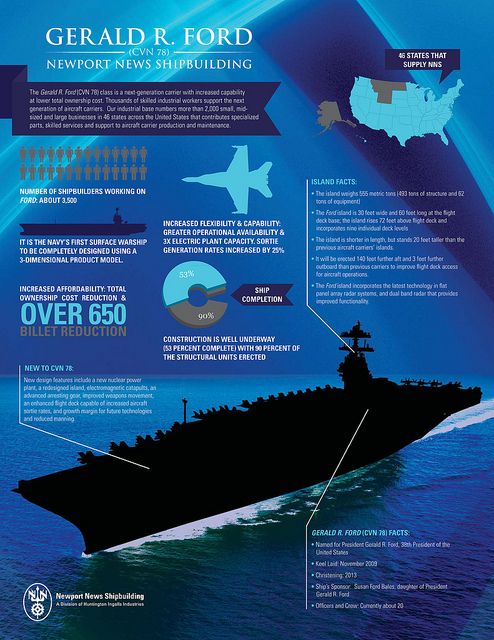 GERALD R. FORD
(CVN 78)
NEWPORT NEWS SHIPBUILDING
46 STATES THAT
SUPPLY NNS
The Gerald R. Ford (CVN 78) class is a next-generation carrier with increased capability
at lower total ownership cost. Thousands of skilled industrial workers support the next
generation of aircraft carriers. Our industrial base numbers more than 2,000 small, mid-
sized and large businesses in 46 states across the United States that contributes specialized
parts, skilled services and support to aircraft carrier production and maintenance.
NUMBER OF SHIPBUILDERS WORKING ON
FORD: ABOUT 3,500
IT IS THE NAVY'S FIRST SURFACE WARSHIP
TO BE COMPLETELY DESIGNED USING A
3-DIMENSIONAL PRODUCT MODEL.
INCREASED AFFORDABILITY: TOTAL
OWNERSHIP COST REDUCTION &
OVER 650
BILLET REDUCTION
INCREASED FLEXIBILITY & CAPABILITY:
GREATER OPERATIONAL AVAILABILITY &
3X ELECTRIC PLANT CAPACITY. SORTIE
GENERATION RATES INCREASED BY 25%
53%
90%
SHIP
COMPLETION
CONSTRUCTION IS WELL UNDERWAY
(53 PERCENT COMPLETE) WITH 90 PERCENT OF
THE STRUCTURAL UNITS ERECTED
ISLAND FACTS:
• The island weighs 555 metric tons (493 tons of structure and 62
tons of equipment)
• The Ford island is 30 feet wide and 60 feet long at the flight
deck base; the island rises 72 feet above flight deck and
incorporates nine individual deck levels
• The island is shorter in length, but stands 20 feet taller than the
previous aircraft carriers' islands.
• It will be erected 140 feet further aft and 3 feet further
outboard than previous carriers to improve flight deck access
for aircraft operations.
• The Ford island incorporates the latest technology in flat
panel array radar systems, and dual band radar that provides
improved functionality.
NEW TO CVN 78:
New design features include a new nuclear power
plant, a redesigned island, electromagnetic catapults, an
advanced arresting gear, improved weapons movement,
an enhanced flight deck capable of increased aircraft
sortie rates, and growth margin for future technologies
and reduced manning.
GERALD R. FORD (CVN 78) FACTS:
• Named for President Gerald R. Ford, 38th President of the
United States
• Keel Laid: November 2009
• Christening: 2013
• Ship's Sponsor: Susan Ford Bales, daughter of President
Gerald R. Ford
• Officers and Crew: Currently about 20
Newport News Shipbuilding
A Division of Huntington Ingalls Industries